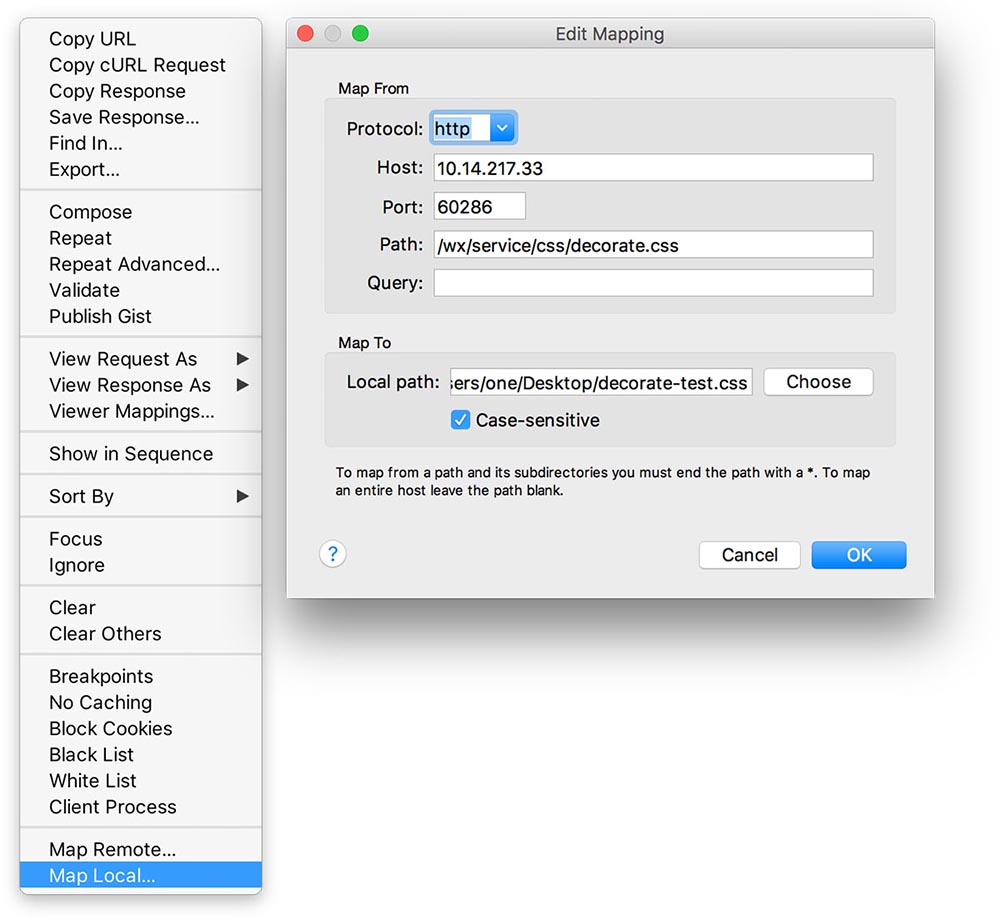 Copy URL
Copy cURL Request
Copy Response
Save Response...
Find In...
Export...
Compose
Repeat
Repeat Advanced...
Validate
Publish Gist
View Request As
View Response As
Viewer Mappings...
Show in Sequence
Sort By
Focus
Ignore
Clear
Clear Others
Breakpoints
No Caching
Block Cookies
Black List
White List
Client Process
Map Remote...
Map Local...
Edit Mapping
Map From
Protocol: http
Host: 10.14.217.33
Port: 60286
Path: /wx/service/css/decorate.css
Query:
Map To
Local path: sers/one/Desktop/decorate-test.css Choose
Case-sensitive
To map from a path and its subdirectories you must end the path with a *. To map
an entire host leave the path blank.
? Cancel OK